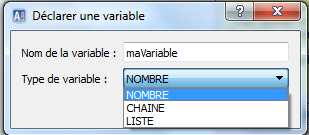 Déclarer une variable
Nom de la variable : maVariable
Type de variable : NOMBRE
NOMBRE
CHAINE
LISTE